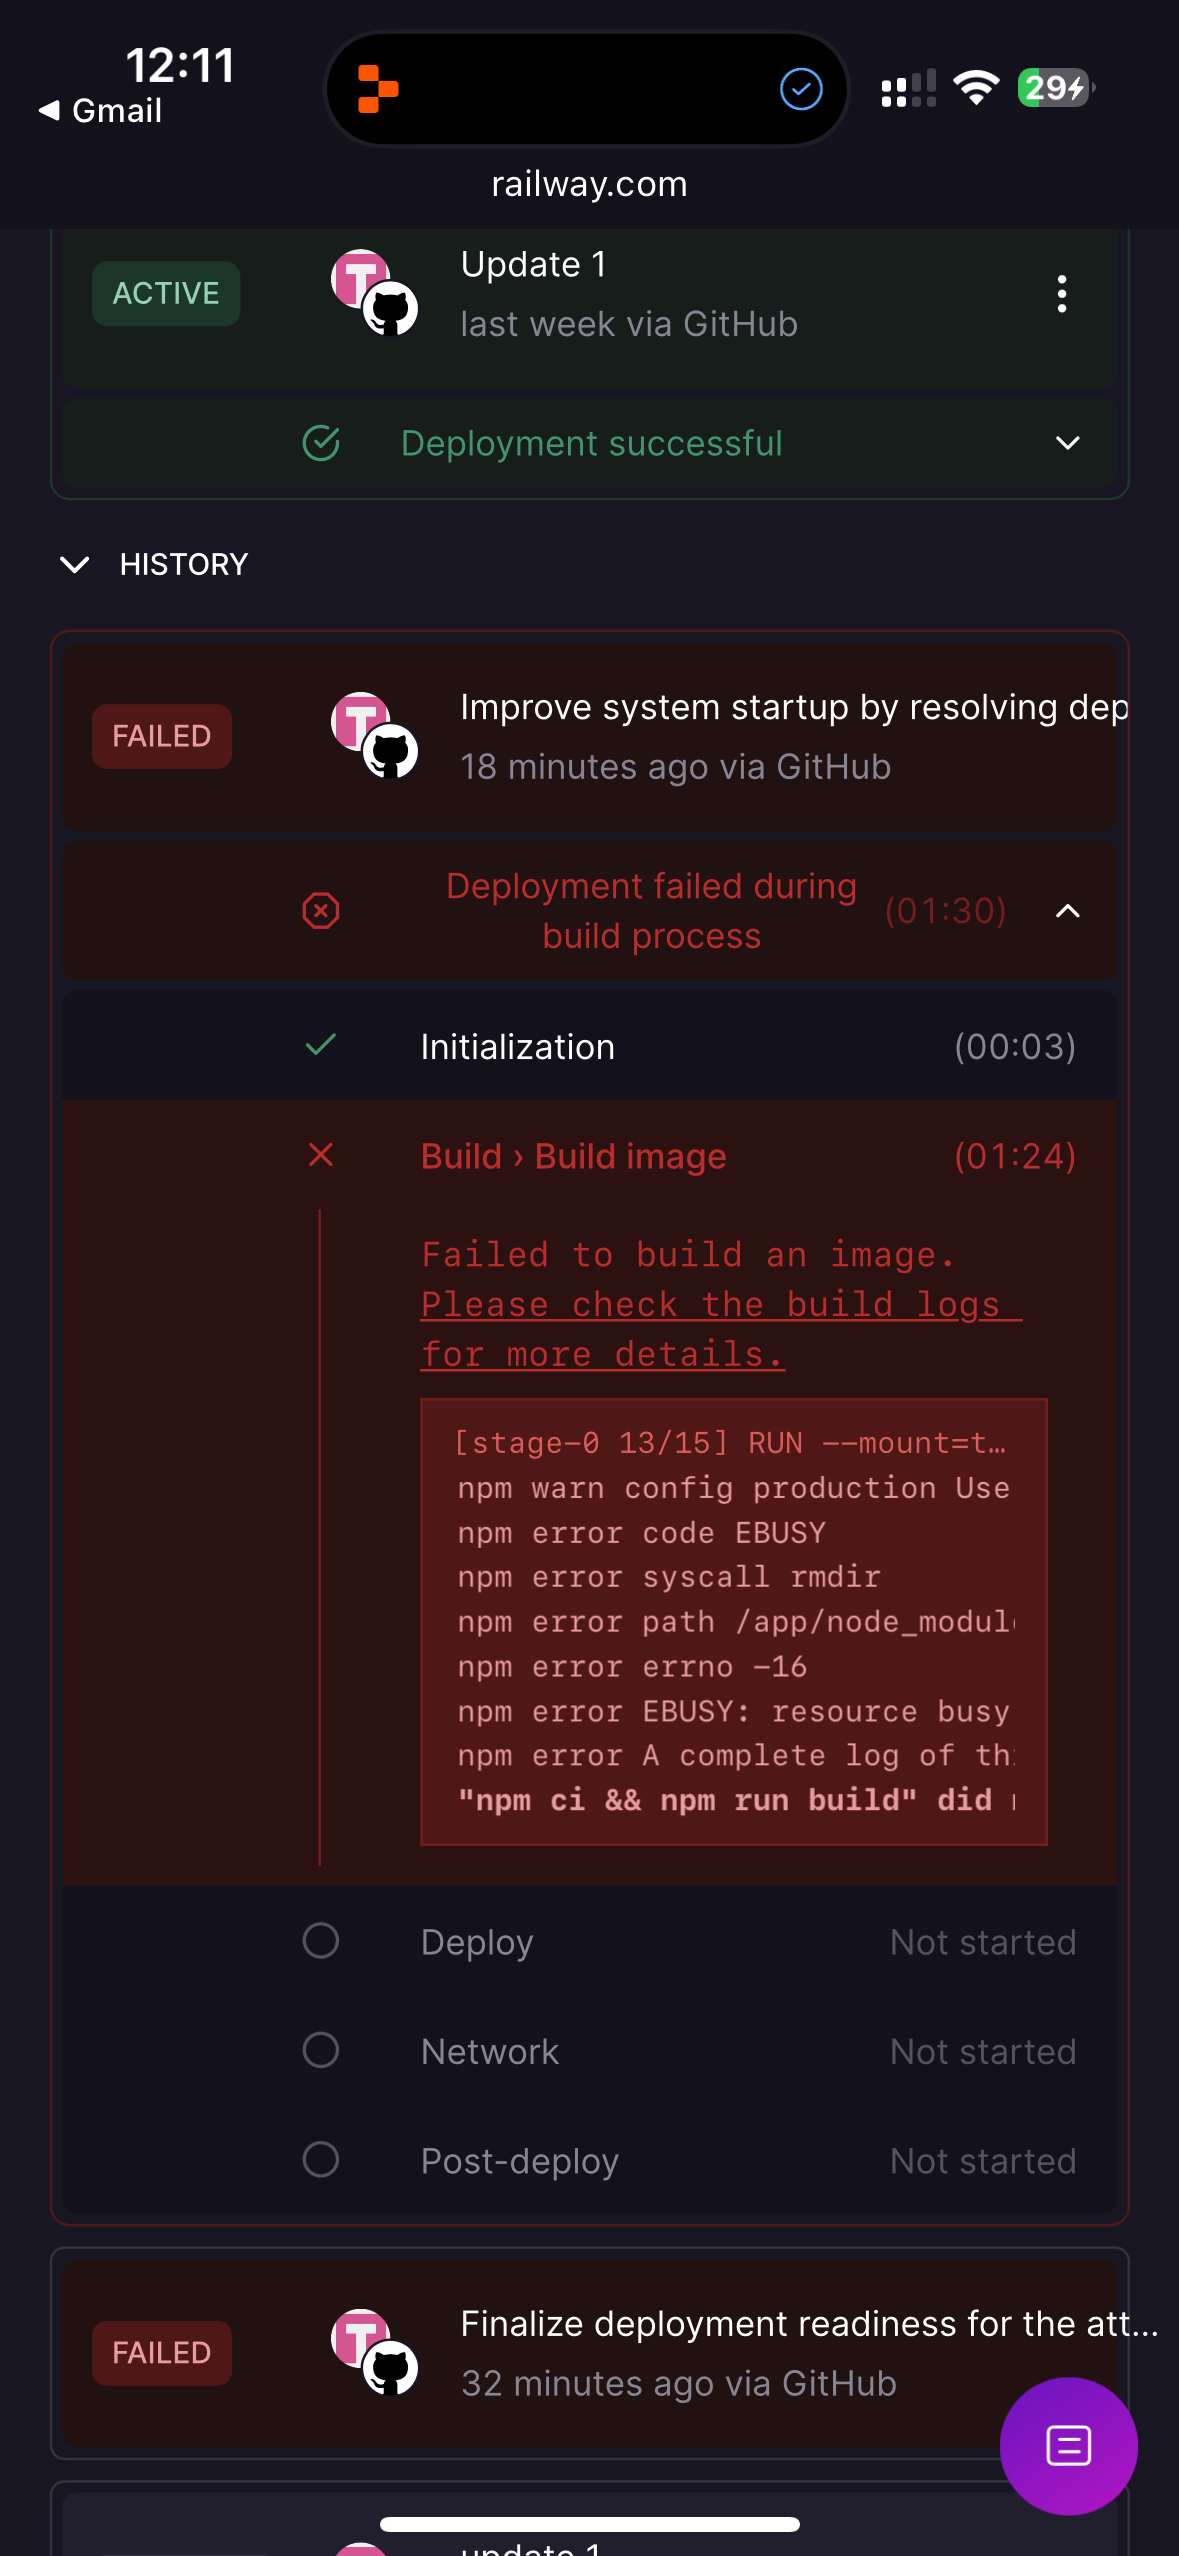 12:11
Gmail
29
railway.com
ACTIVE
Update 1
last week via GitHub
Deployment successful
HISTORY
FAILED
Improve system startup by resolving dep
18 minutes ago via GitHub
Deployment failed during
build process
(01:30)
Initialization
(00:03)
Build › Build image
(01:24)
Failed to build an image.
Please check the build logs
for more details.
[stage-0 13/15] RUN --mount=t…
npm warn config production Use
npm error code EBUSY
npm error syscall rmdir
npm error path /app/node_modul
npm error errno -16
npm error EBUSY: resource busy
npm error A complete log of th
"npm ci && npm run build" did
Deploy
Not started
Network
Not started
Post-deploy
Not started
FAILED
Finalize deployment readiness for the att...
32 minutes ago via GitHub
update 1